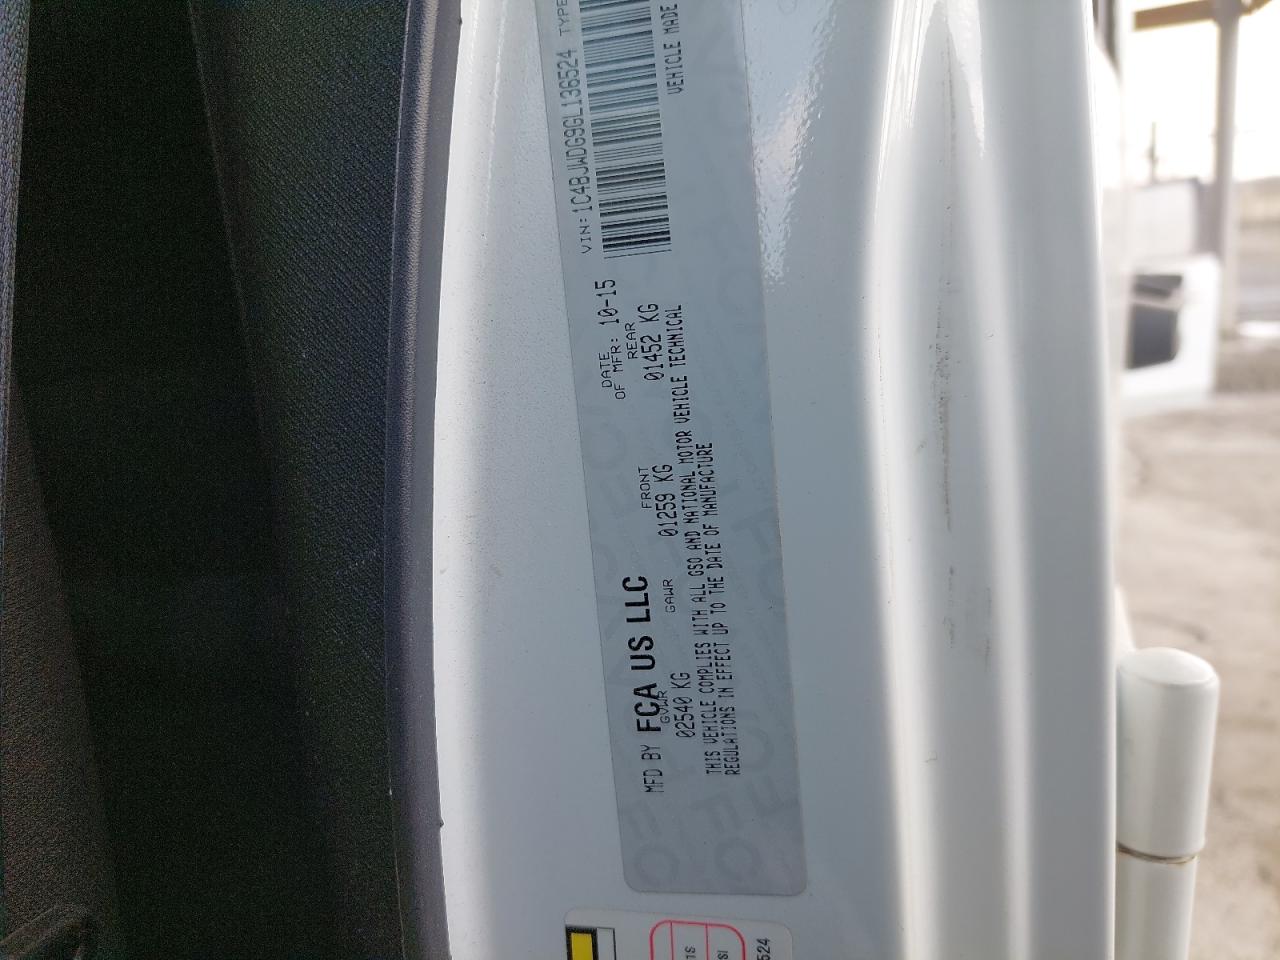 MFD BY FCA US LLC
DATE
OF MFR: 10-15
GVWR
02540 KG
GAWR
FRONT
01259 KG
REAR
01452 KG
THIS VEHICLE COMPLIES WITH ALL GSO AND NATIONAL MOTOR VEHICLE TECHNICAL
REGULATIONS IN EFFECT UP TO THE DATE OF MANUFACTURE
VIN: 1C4BJWDG9GL136524 TYPE
VEHICLE MADE
524